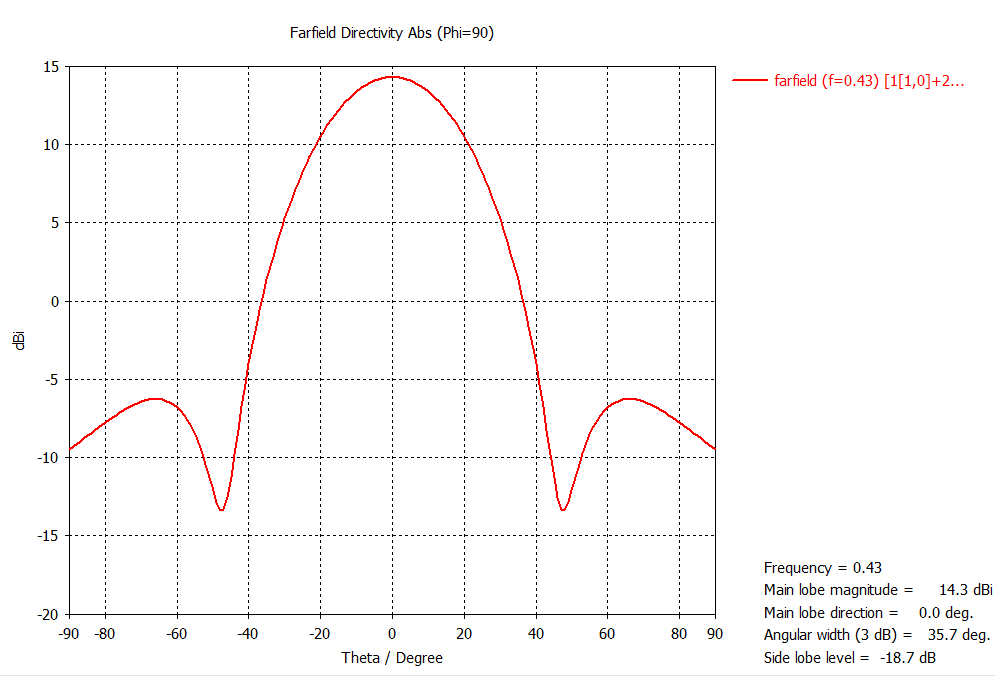 Farfield Directivity Abs (Phi=90)
farfield (f=0.43) [1[1,0]+2...
15
10
5
0
-5
-10
-15
-20
dBi
-90 -80 -60 -40 -20 0 20 40 60 80 90
Theta / Degree
Frequency = 0.43
Main lobe magnitude = 14.3 dBi
Main lobe direction = 0.0 deg.
Angular width (3 dB) = 35.7 deg.
Side lobe level = -18.7 dB